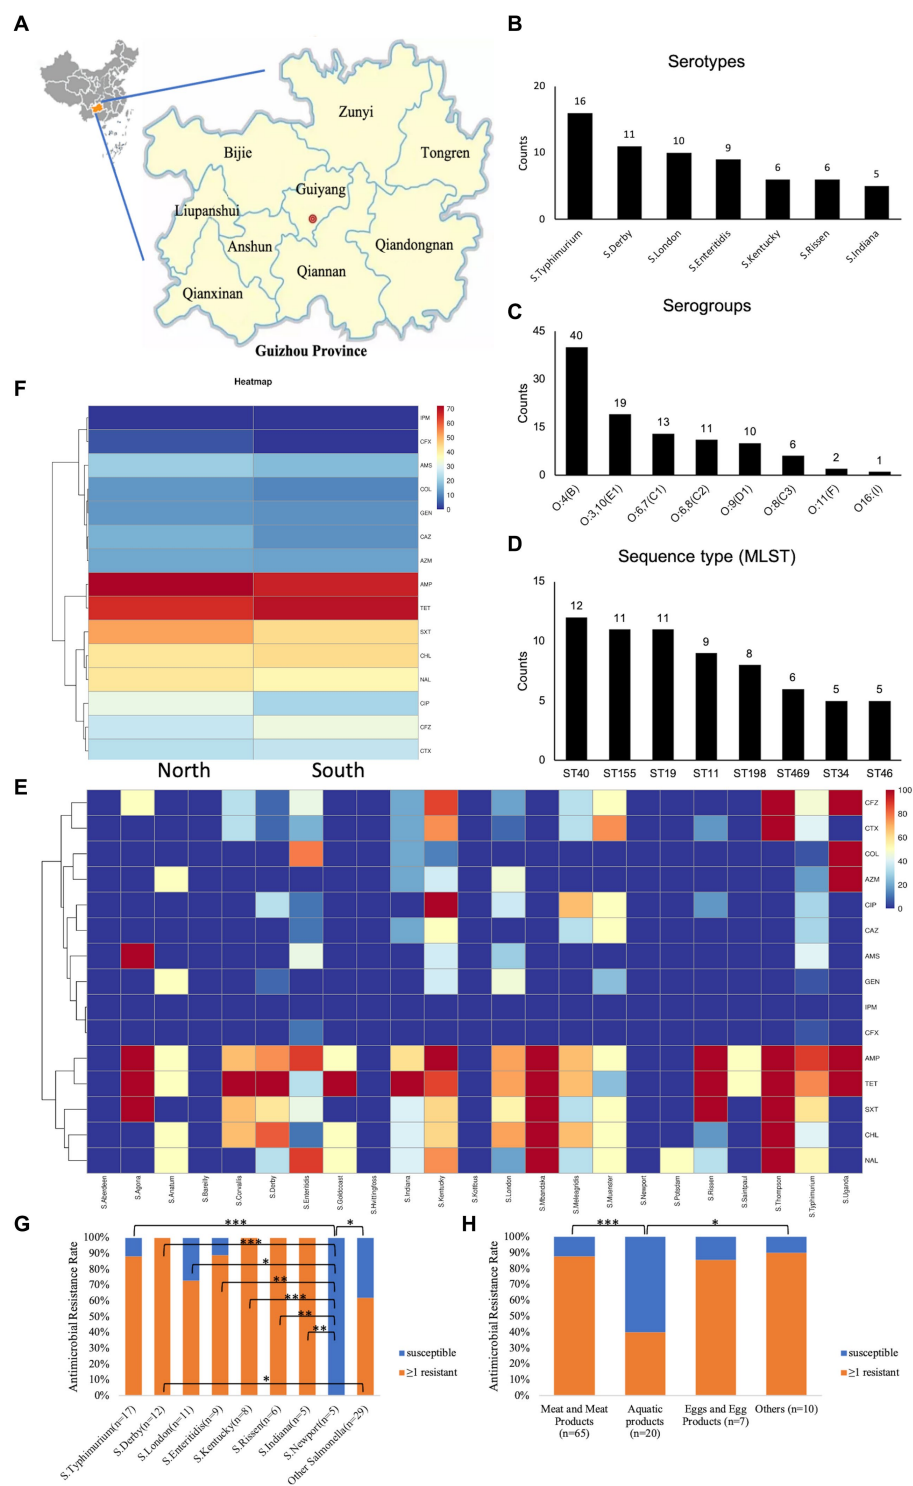 A
Zunyi
Bijie
Tongren
Guiyang
Liupanshui
Anshun
Qiandongnan
Qiannan
Qianxinan
Guizhou Province
B
Serotypes
Counts
20
10
0
16
11
10
9
6
6
5
S.Typhimurium
S.Derby
S.London
S.Enteritidis
S.Kentucky
S.Rissen
S.Indiana
C
Serogroups
Counts
45
30
15
0
40
19
13
11
10
6
2
1
O:4(B)
O:3,10(E1)
O:6,7(C1)
O:6,8(C2)
O:9(D1)
O:8(C3)
O:11(F)
O16:(I)
D
Sequence type (MLST)
Counts
15
10
5
0
12
11
11
9
8
6
5
5
ST40
ST155
ST19
ST11
ST198
ST469
ST34
ST46
F
Heatmap
IPM
CFX
AMS
COL
GEN
CAZ
AZM
AMP
TET
SXT
CHL
NAL
CIP
CFZ
CTX
70
60
50
40
30
20
10
0
North
South
E
CFZ
CTX
COL
AZM
CIP
CAZ
AMS
GEN
IPM
CFX
AMP
TET
SXT
CHL
NAL
100
80
60
40
20
0
S.Aberdeen
S.Agona
S.Anatum
S.Bareilly
S.Corvallis
S.Derby
S.Enteritidis
S.Goldcoast
S.Hvittingfoss
S.Indiana
S.Kentucky
S.Kottbus
S.London
S.Mbandaka
S.Meleagridis
S.Muenster
S.Newport
S.Potsdam
S.Rissen
S.Saintpaul
S.Thompson
S.Typhimurium
S.Uganda
G
Antimicrobial Resistance Rate
100%
90%
80%
70%
60%
50%
40%
30%
20%
10%
0%
***
*
***
*
**
***
**
**
*
susceptible
≥1 resistant
S.Typhimurium(n=17)
S.Derby(n=12)
S.London(n=11)
S.Enteritidis(n=9)
S.Kentucky(n=8)
S.Rissen(n=6)
S.Indiana(n=5)
S.Newport(n=5)
Other Salmonella(n=29)
H
Antimicrobial Resistance Rate
100%
90%
80%
70%
60%
50%
40%
30%
20%
10%
0%
***
*
susceptible
≥1 resistant
Meat and Meat
Products
(n=65)
Aquatic
products
(n=20)
Eggs and Egg
Products (n=7)
Others (n=10)